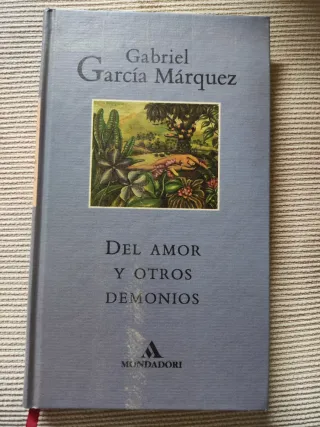 Gabriel
García Márquez
DEL AMOR
Y OTROS
DEMONIOS
MONDADORI